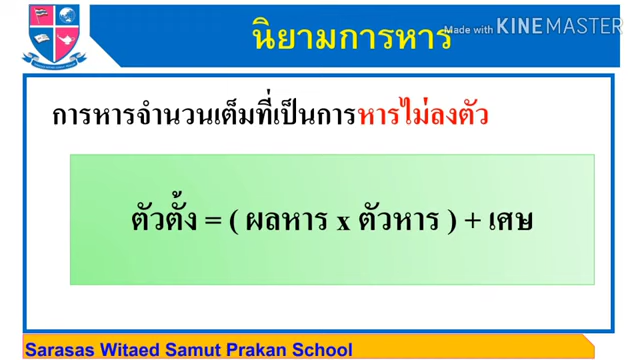 นิยามการหาร
Made with KINEMASTER
การหารจำนวนเต็มที่เป็นการหารไม่ลงตัว
ตัวตั้ง = ( ผลหาร x ตัวหาร ) + เศษ
Sarasas Witaed Samut Prakan School